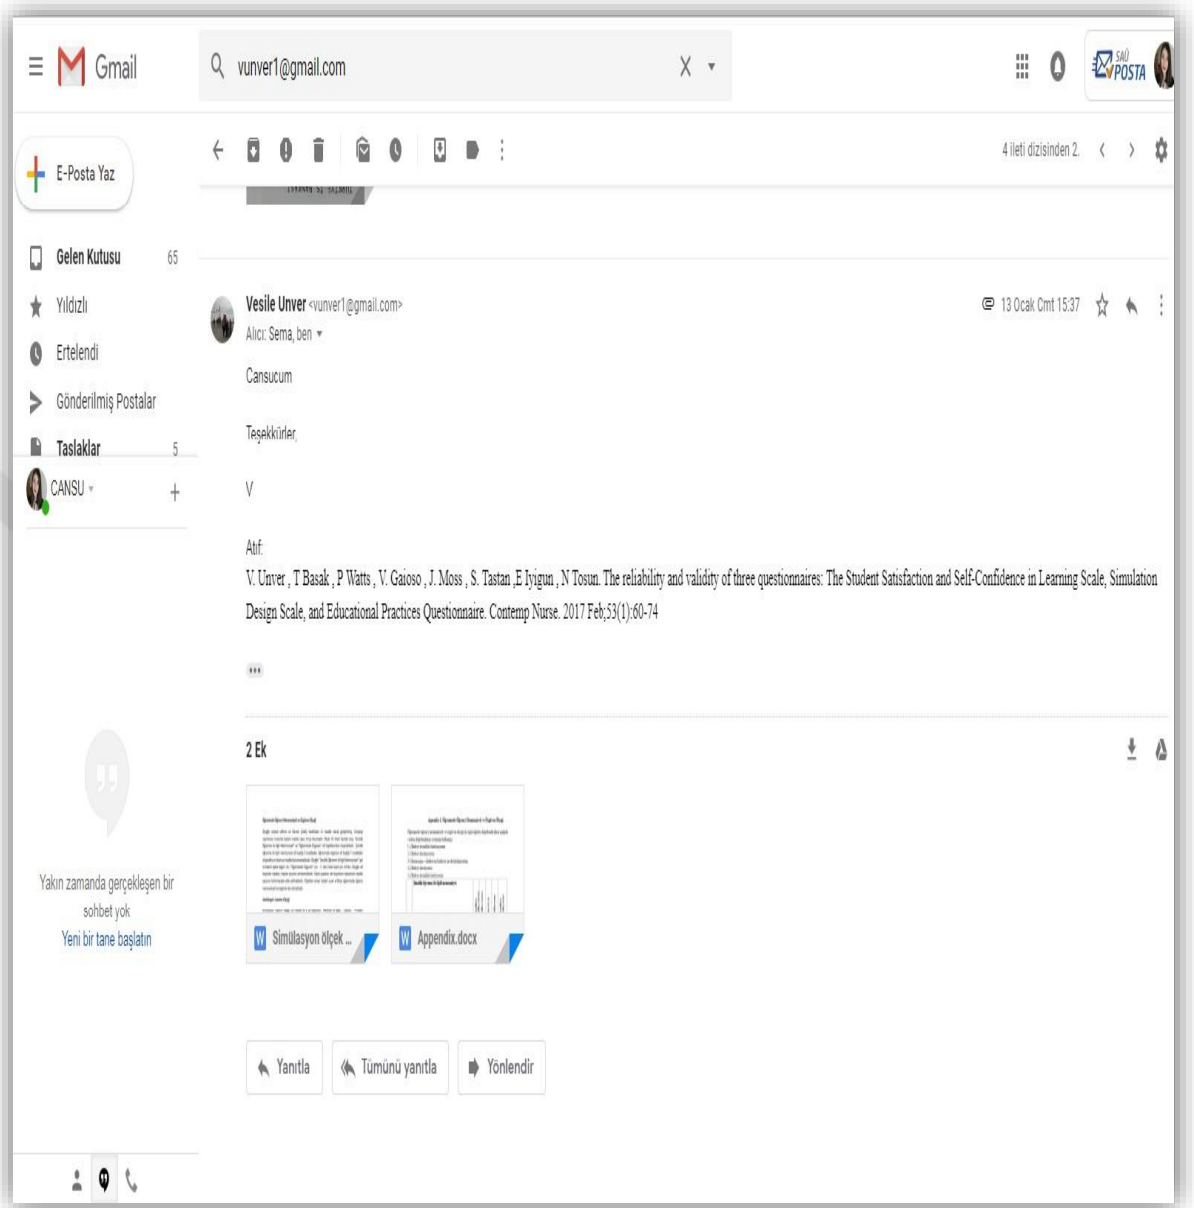 Gmail
vunver1@gmail.com
SAÜ
POSTA
E-Posta Yaz
4 ileti dizisinden 2.
Gelen Kutusu 65
Yıldızlı
Ertelendi
Gönderilmiş Postalar
Taslaklar 5
CANSU
Vesile Unver <vunver1@gmail.com>
13 Ocak Cmt 15:37
Alıcı: Sema, ben
Cansucum
Teşekkürler,
V
Atıf:
V. Unver , T Basak , P Watts , V. Gaioso , J. Moss , S. Tastan ,E Iyigun , N Tosun. The reliability and validity of three questionnaires: The Student Satisfaction and Self-Confidence in Learning Scale, Simulation
Design Scale, and Educational Practices Questionnaire. Contemp Nurse. 2017 Feb;53(1):60-74
2 Ek
W Simülasyon ölçek ...
W Appendix.docx
Yakın zamanda gerçekleşen bir
sohbet yok
Yeni bir tane başlatın
Yanıtla
Tümünü yanıtla
Yönlendir